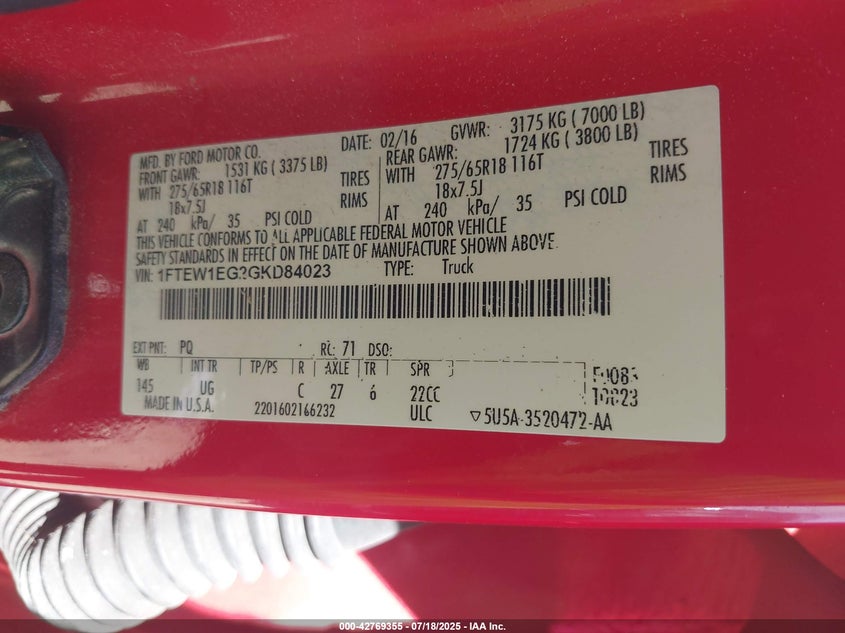 MFD. BY FORD MOTOR CO.
DATE: 02/16 GVWR: 3175 KG ( 7000 LB)
FRONT GAWR: 1531 KG ( 3375 LB)
WITH 275/65R18 116T TIRES
18x7.5J RIMS
AT 240 kPa/ 35 PSI COLD
REAR GAWR: 1724 KG ( 3800 LB)
WITH 275/65R18 116T TIRES
18x7.5J RIMS
AT 240 kPa/ 35 PSI COLD
THIS VEHICLE CONFORMS TO ALL APPLICABLE FEDERAL MOTOR VEHICLE
SAFETY STANDARDS IN EFFECT ON THE DATE OF MANUFACTURE SHOWN ABOVE.
VIN: TYPE: Truck
EXT PNT: PQ RC: 71 DSO:
WB INT TR TP/PS R AXLE TR SPR
145 UG C 27 6 22CC
MADE IN U.S.A. 2201602166232 ULC ▽5U5A-3520472-AA
000-42769355 - 07/18/2025 - IAA Inc.